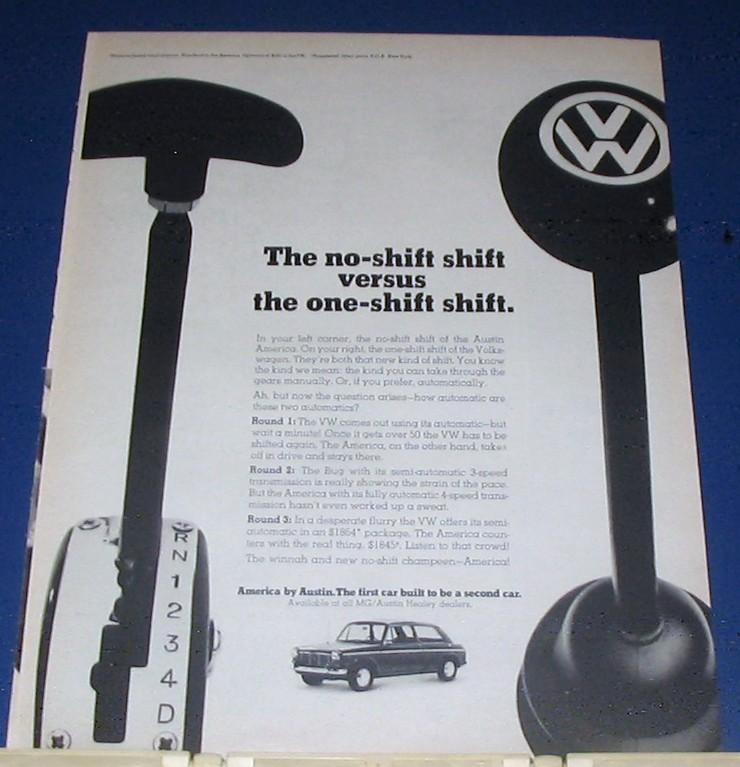 The no-shift shift
versus
the one-shift shift.
In your left corner, the no-shift shift of the Austin
America. On your right, the one-shift shift of the Volks-
wagen. They're both that new kind of shift. You know
the kind we mean: the kind you can take through the
gears manually. Or, if you prefer, automatically.
Ah, but now the question arises—how automatic are
these two automatics?
Round 1: The VW comes out using its automatic—but
wait a minute! Once it gets over 50 the VW has to be
shifted again. The America, on the other hand, takes
off in drive and stays there.
Round 2: The Bug with its semi-automatic 3-speed
transmission is really showing the strain of the pace.
But the America with its fully automatic 4-speed trans-
mission hasn't even worked up a sweat.
Round 3: In a desperate flurry the VW offers its semi-
automatic in an $1864* package. The America coun-
ters with the real thing. $1845*. Listen to that crowd!
The winnah and new no-shift champeen—America!
America by Austin. The first car built to be a second car.
Available at all MG/Austin Healey dealers.
R
N
1
2
3
4
D
VW